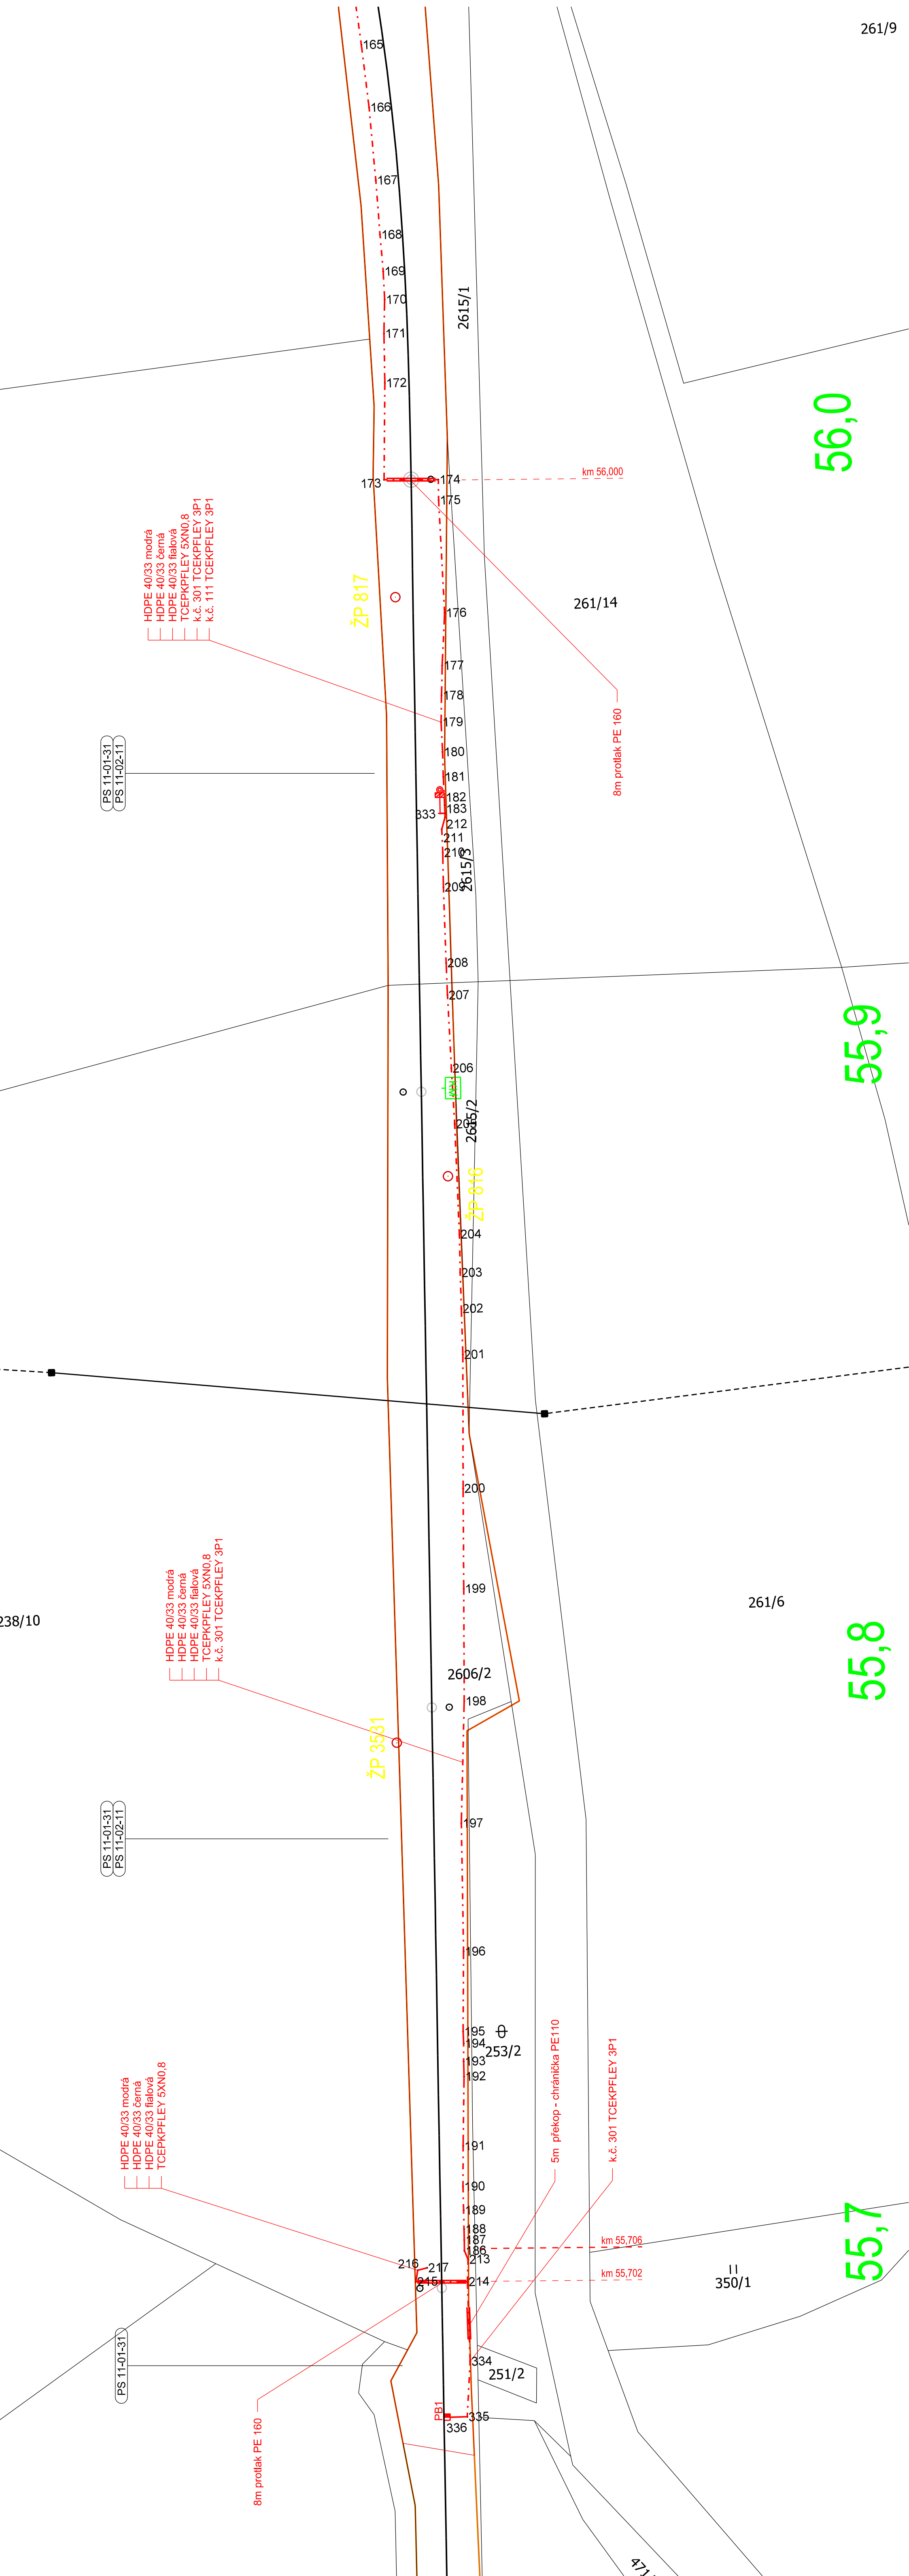 261/9
165
166
167
168
169
170
171
172
2615/1
56,0
km 56,000
173
174
175
HDPE 40/33 modrá
HDPE 40/33 černá
HDPE 40/33 fialová
TCEPKPFLEY 5XN0,8
k.č. 301 TCEKPFLEY 3P1
k.č. 111 TCEKPFLEY 3P1
ŽP 817
261/14
176
177
178
179
8m protlak PE 160
PS 11-01-31
PS 11-02-11
180
181
182
183
333
212
211
210
2615/3
209
208
207
55,9
206
2615/2
205
ŽP 816
204
203
202
201
200
199
238/10
261/6
HDPE 40/33 modrá
HDPE 40/33 černá
HDPE 40/33 fialová
TCEPKPFLEY 5XN0,8
k.č. 301 TCEKPFLEY 3P1
55,8
2606/2
198
ŽP 3581
197
PS 11-01-31
PS 11-02-11
196
195
194
253/2
193
192
HDPE 40/33 modrá
HDPE 40/33 černá
HDPE 40/33 fialová
TCEPKPFLEY 5XN0,8
5m překop - chránička PE110
k.č. 301 TCEKPFLEY 3P1
191
190
189
188
187
186
km 55,706
55,7
213
216
217
215
214
km 55,702
350/1
334
251/2
PS 11-01-31
PB1
335
336
8m protlak PE 160